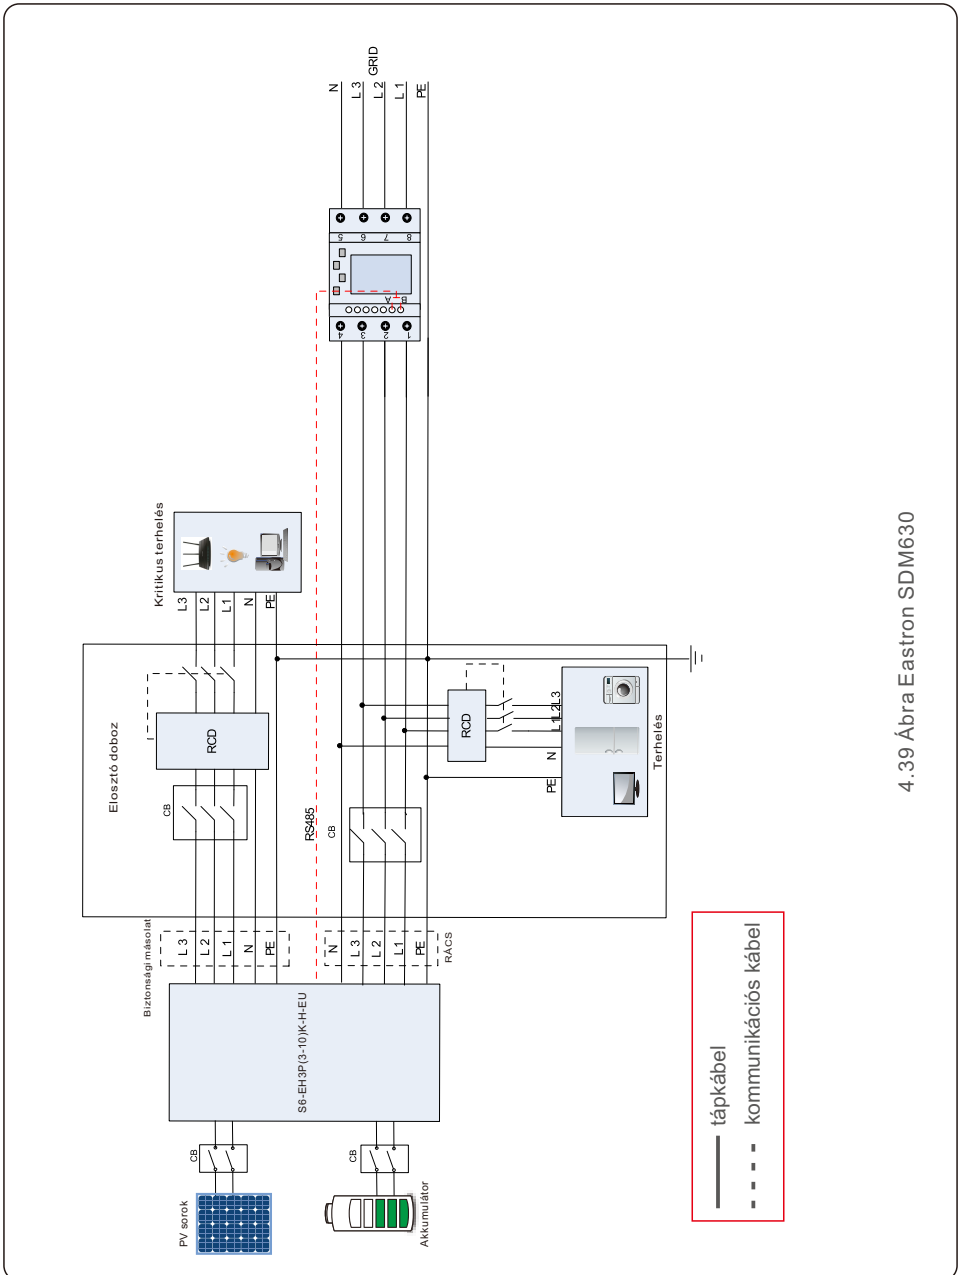 GRID
N
L 3
L 2
L 1
PE
5
6
7
8
A
B
4
3
2
1
Kritikus terhelés
L3
L2
L1
N
PE
Elosztó doboz
RCD
CB
RS485
CB
RCD
L1
L2
L3
N
PE
Terhelés
Biztonsági másolat
L 3
L 2
L 1
N
PE
N
L 3
L 2
L1
PE
RÁCS
S6-EH3P(3-10)K-H-EU
CB
CB
PV sorok
Akkumulátor
tápkábel
kommunikációs kábel
4.39 Ábra Eastron SDM630